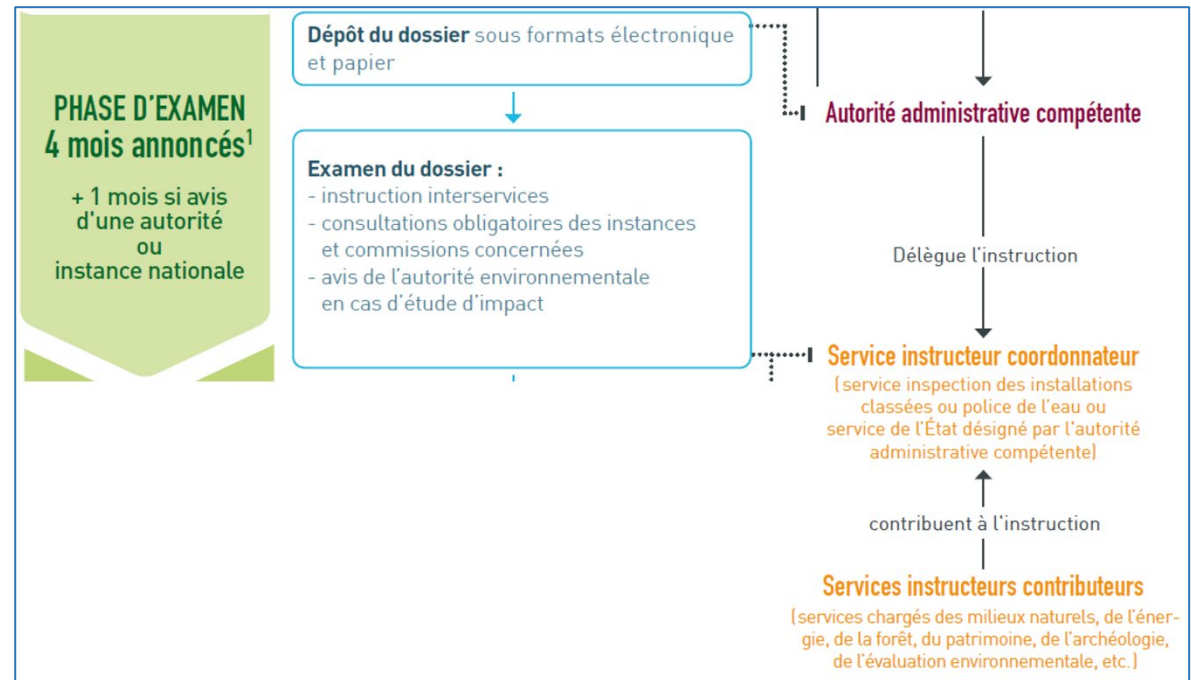 PHASE D'EXAMEN
4 mois annoncés¹
+ 1 mois si avis
d'une autorité
ou
instance nationale
Dépôt du dossier sous formats électronique
et papier
Examen du dossier :
- instruction interservices
- consultations obligatoires des instances
et commissions concernées
- avis de l'autorité environnementale
en cas d'étude d'impact
Autorité administrative compétente
Délègue l'instruction
Service instructeur coordonnateur
(service inspection des installations
classées ou police de l'eau ou
service de l'État désigné par l'autorité
administrative compétente)
contribuent à l'instruction
Services instructeurs contributeurs
(services chargés des milieux naturels, de l'éner-
gie, de la forêt, du patrimoine, de l'archéologie,
de l'évaluation environnementale, etc.)